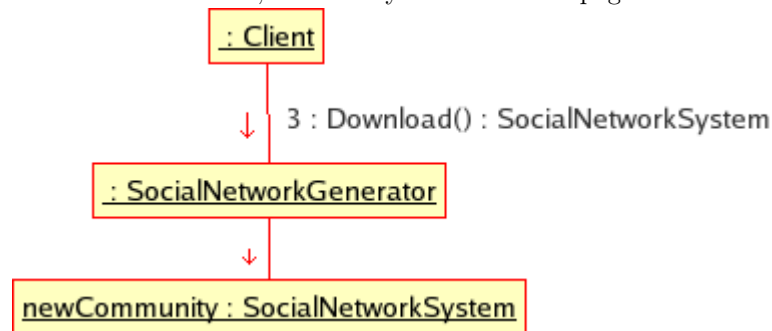 : Client
3 : Download() : SocialNetworkSystem
: SocialNetworkGenerator
newCommunity : SocialNetworkSystem